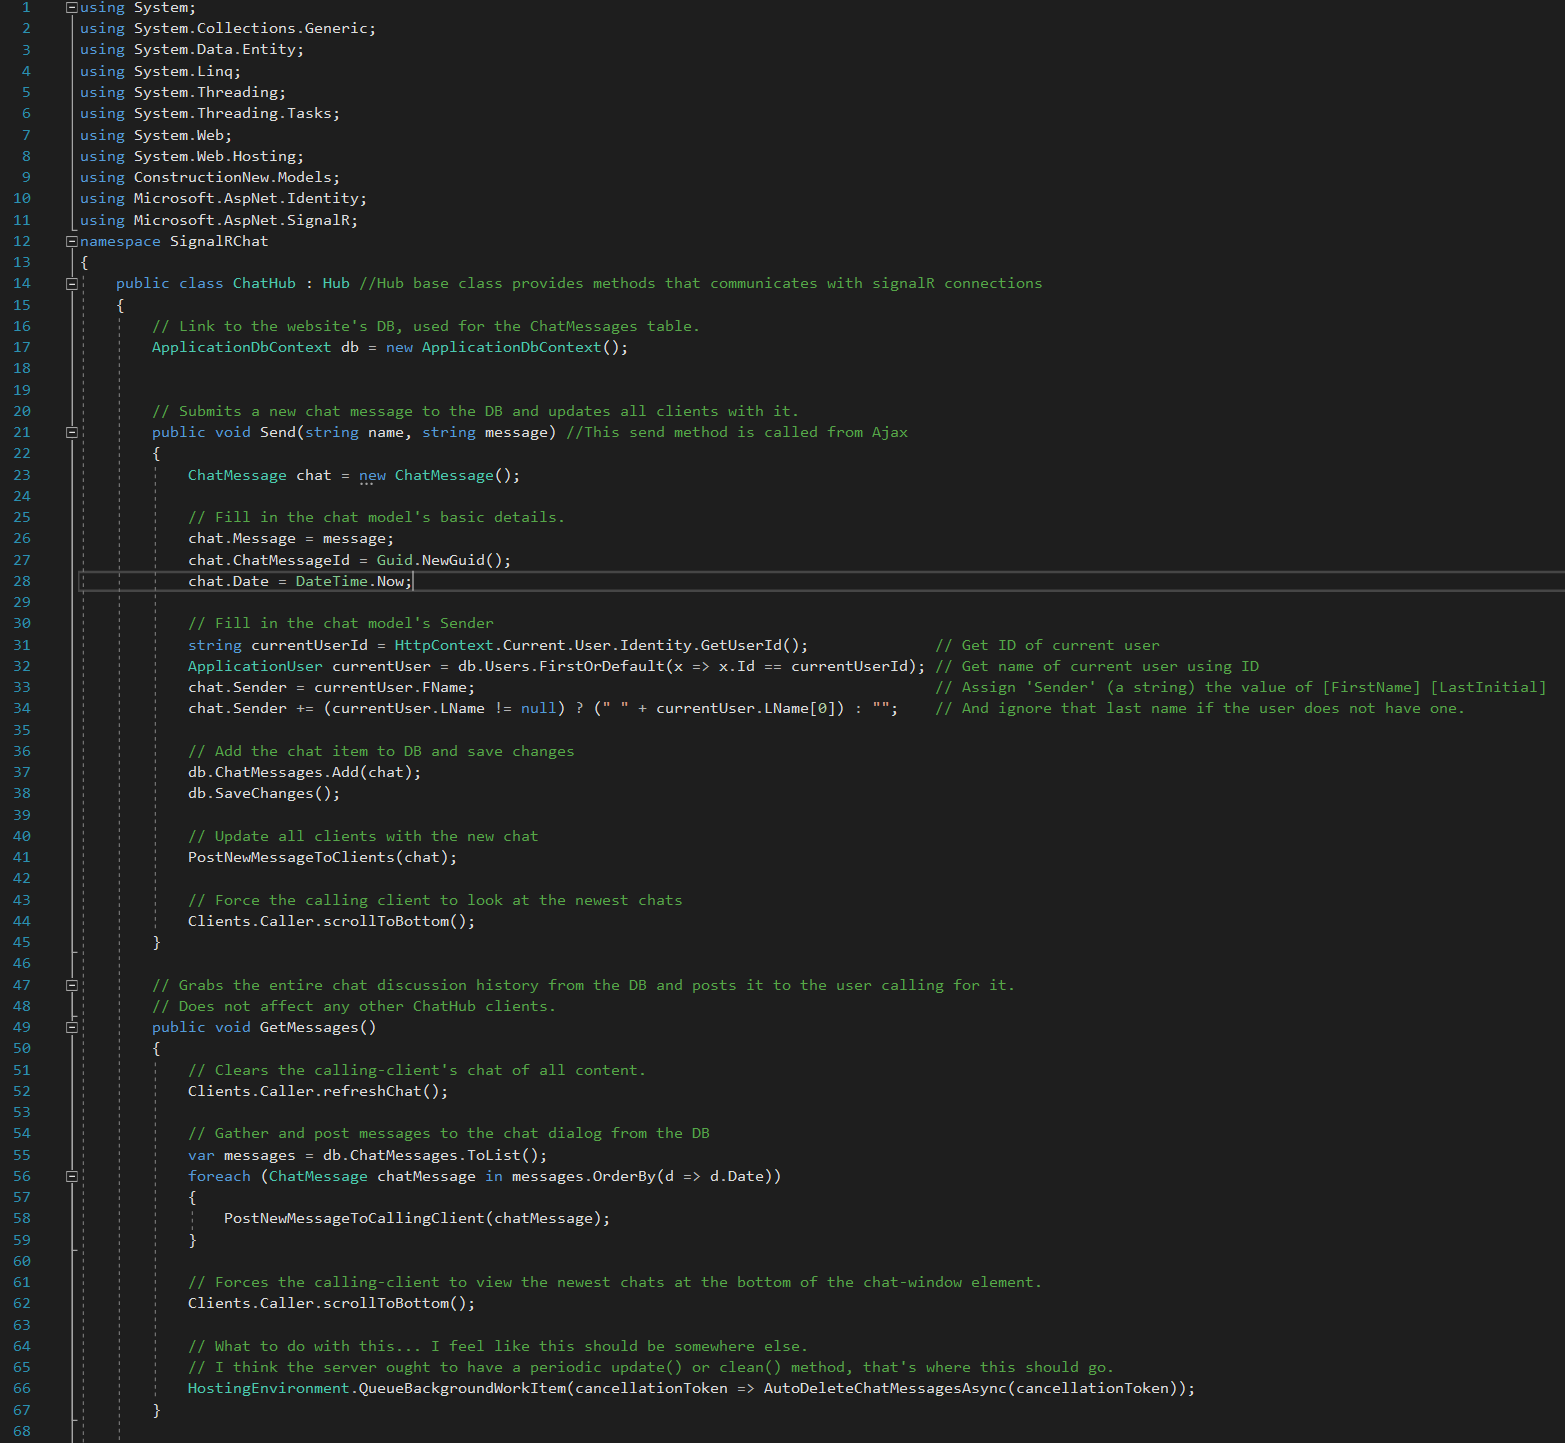 1 using System;
2 using System.Collections.Generic;
3 using System.Data.Entity;
4 using System.Linq;
5 using System.Threading;
6 using System.Threading.Tasks;
7 using System.Web;
8 using System.Web.Hosting;
9 using ConstructionNew.Models;
10 using Microsoft.AspNet.Identity;
11 using Microsoft.AspNet.SignalR;
12 namespace SignalRChat
13 {
14 public class ChatHub : Hub //Hub base class provides methods that communicates with signalR connections
15 {
16 // Link to the website's DB, used for the ChatMessages table.
17 ApplicationDbContext db = new ApplicationDbContext();
18
19
20 // Submits a new chat message to the DB and updates all clients with it.
21 public void Send(string name, string message) //This send method is called from Ajax
22 {
23 ChatMessage chat = new ChatMessage();
24
25 // Fill in the chat model's basic details.
26 chat.Message = message;
27 chat.ChatMessageId = Guid.NewGuid();
28 chat.Date = DateTime.Now;
29
30 // Fill in the chat model's Sender
31 string currentUserId = HttpContext.Current.User.Identity.GetUserId(); // Get ID of current user
32 ApplicationUser currentUser = db.Users.FirstOrDefault(x => x.Id == currentUserId); // Get name of current user using ID
33 chat.Sender = currentUser.FName; // Assign 'Sender' (a string) the value of [FirstName] [LastInitial]
34 chat.Sender += (currentUser.LName != null) ? (" " + currentUser.LName[0]) : ""; // And ignore that last name if the user does not have one.
35
36 // Add the chat item to DB and save changes
37 db.ChatMessages.Add(chat);
38 db.SaveChanges();
39
40 // Update all clients with the new chat
41 PostNewMessageToClients(chat);
42
43 // Force the calling client to look at the newest chats
44 Clients.Caller.scrollToBottom();
45 }
46
47 // Grabs the entire chat discussion history from the DB and posts it to the user calling for it.
48 // Does not affect any other ChatHub clients.
49 public void GetMessages()
50 {
51 // Clears the calling-client's chat of all content.
52 Clients.Caller.refreshChat();
53
54 // Gather and post messages to the chat dialog from the DB
55 var messages = db.ChatMessages.ToList();
56 foreach (ChatMessage chatMessage in messages.OrderBy(d => d.Date))
57 {
58 PostNewMessageToCallingClient(chatMessage);
59 }
60
61 // Forces the calling-client to view the newest chats at the bottom of the chat-window element.
62 Clients.Caller.scrollToBottom();
63
64 // What to do with this... I feel like this should be somewhere else.
65 // I think the server ought to have a periodic update() or clean() method, that's where this should go.
66 HostingEnvironment.QueueBackgroundWorkItem(cancellationToken => AutoDeleteChatMessagesAsync(cancellationToken));
67 }
68